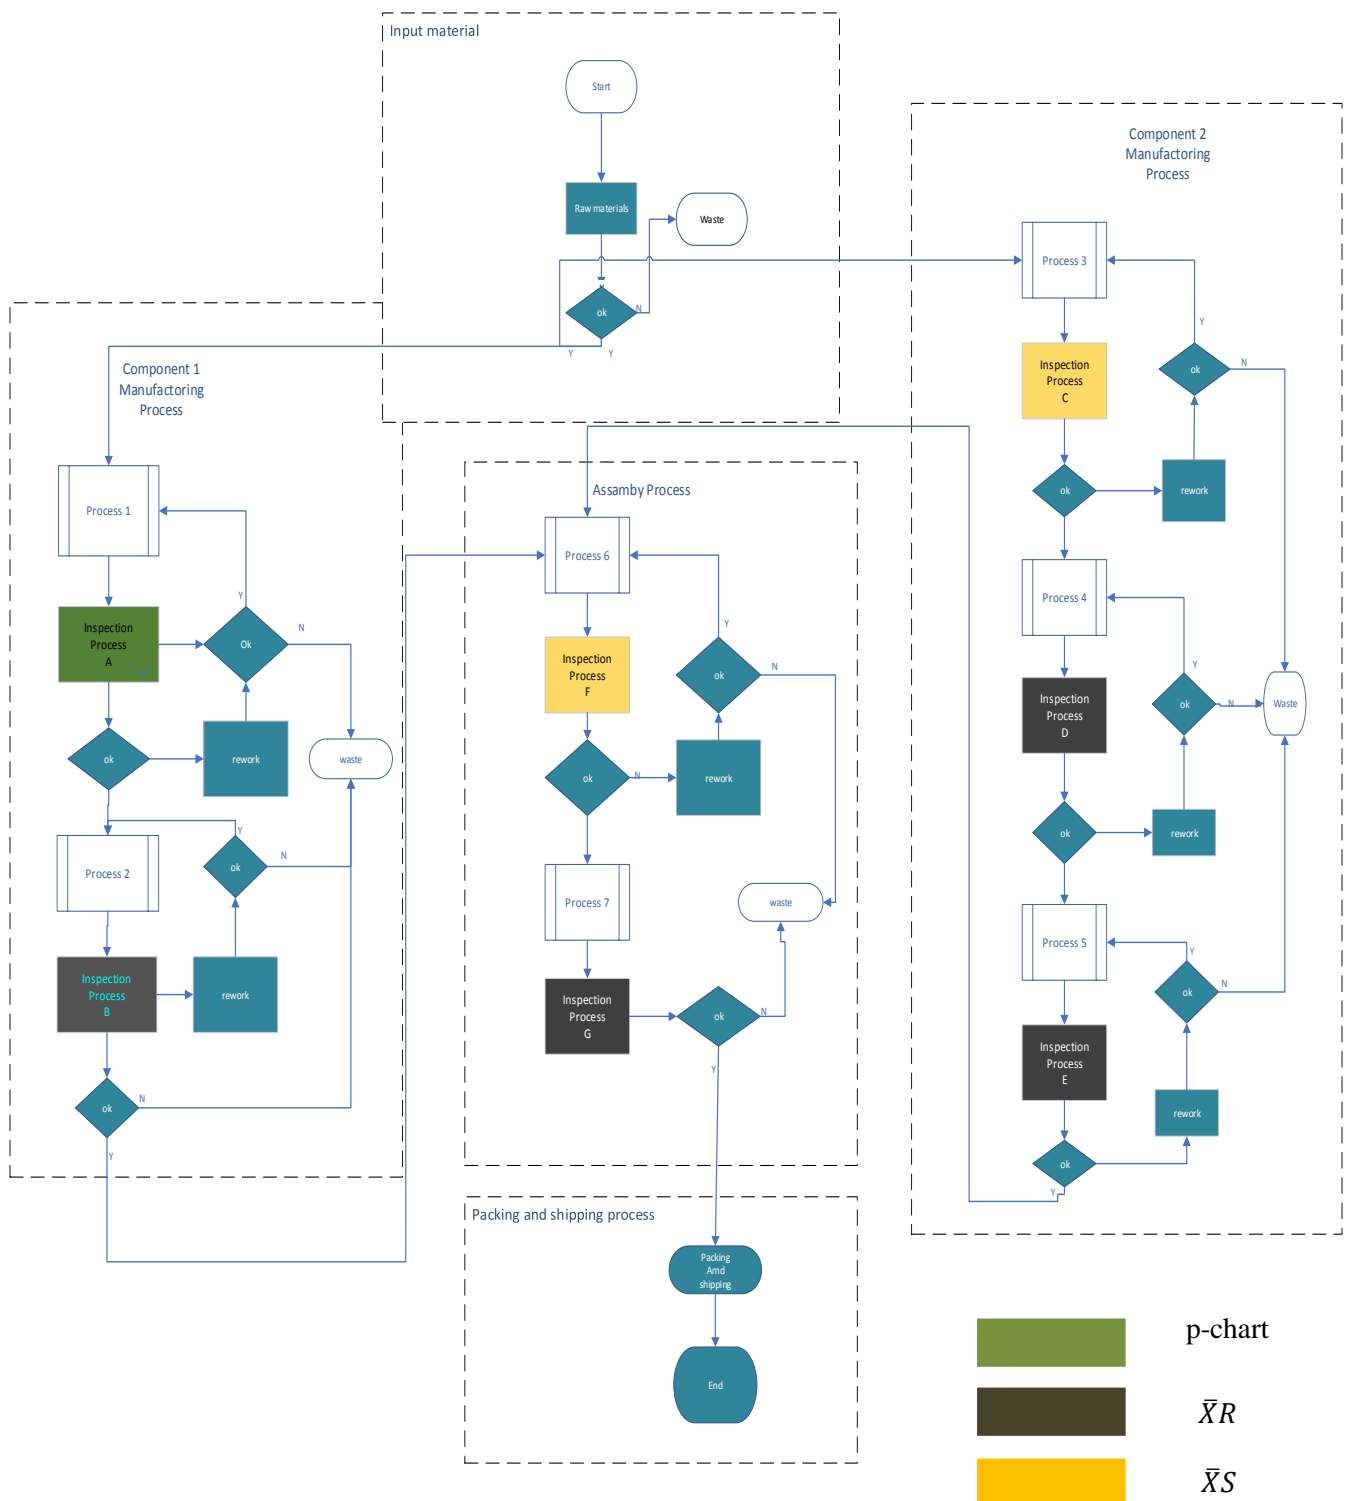 Input material
Start
Raw materials
Waste
ok
N
Y
Y
Component 1
Manufactoring
Process
Process 1
Inspection
Process
A
N
Ok
Y
N
ok
rework
waste
Process 2
ok
Y
N
Inspection
Process
B
rework
ok
N
Y
Assamby Process
Process 6
Inspection
Process
F
ok
Y
N
ok
N
rework
Process 7
waste
Inspection
Process
G
ok
N
Y
Packing and shipping process
Packing
Amd
shipping
End
Component 2
Manufactoring
Process
Process 3
Y
Inspection
Process
C
ok
N
ok
rework
Process 4
Y
Inspection
Process
D
ok
N
Waste
ok
rework
Process 5
Y
ok
N
Inspection
Process
E
rework
ok
Y
p-chart
X̄R
X̄S